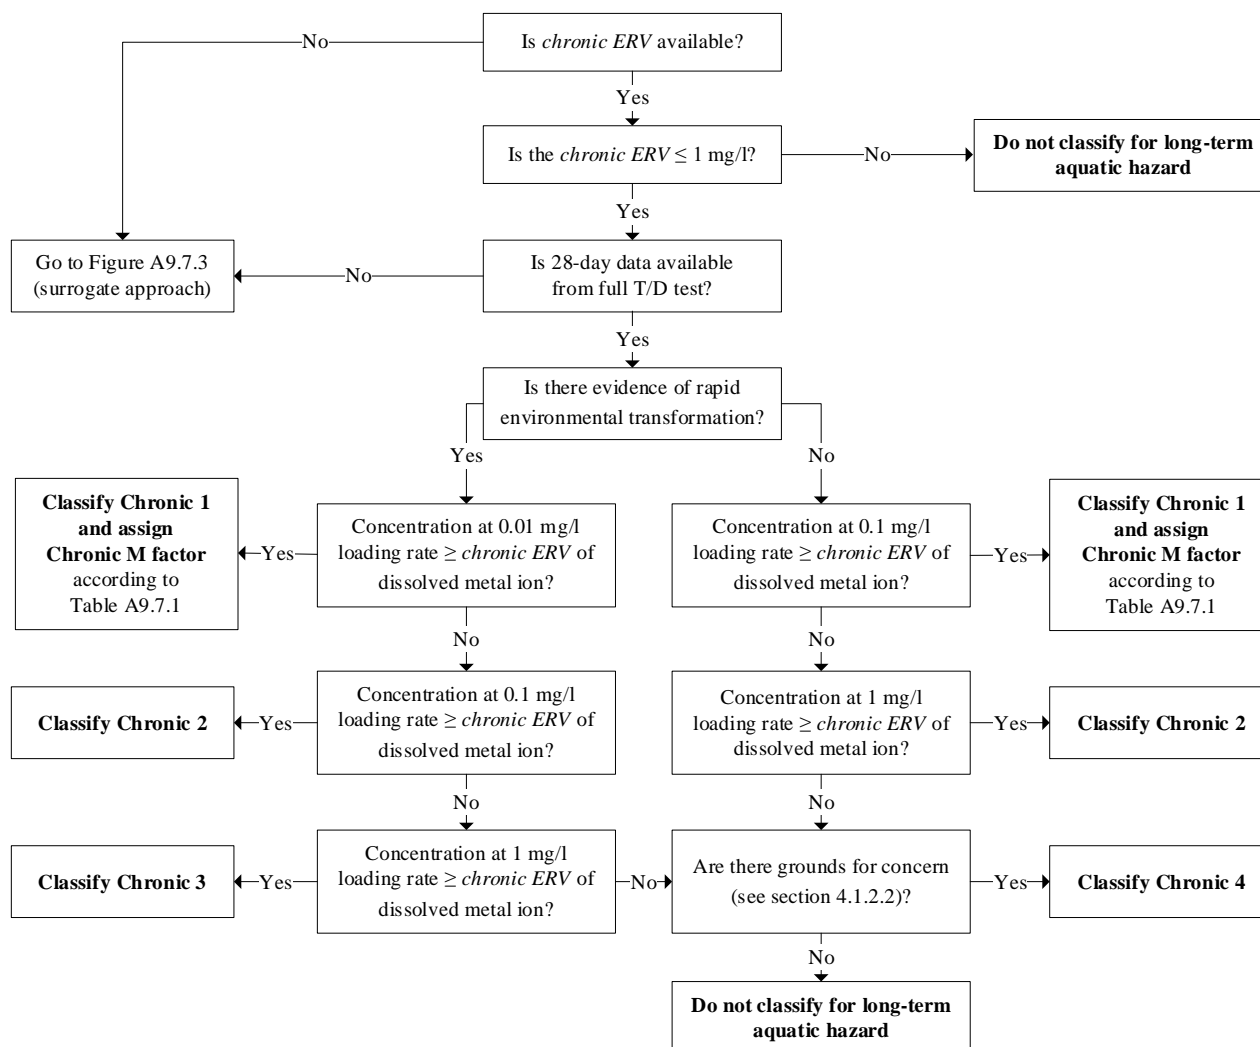 Is chronic ERV available?
No
Yes
Is the chronic ERV ≤ 1 mg/l?
No
Do not classify for long-term
aquatic hazard
Yes
Go to Figure A9.7.3
(surrogate approach)
No
Is 28-day data available
from full T/D test?
Yes
Is there evidence of rapid
environmental transformation?
Yes
No
Classify Chronic 1
and assign
Chronic M factor
according to
Table A9.7.1
Yes
Concentration at 0.01 mg/l
loading rate ≥ chronic ERV of
dissolved metal ion?
Concentration at 0.1 mg/l
loading rate ≥ chronic ERV of
dissolved metal ion?
Yes
Classify Chronic 1
and assign
Chronic M factor
according to
Table A9.7.1
No
No
Classify Chronic 2
Yes
Concentration at 0.1 mg/l
loading rate ≥ chronic ERV of
dissolved metal ion?
Concentration at 1 mg/l
loading rate ≥ chronic ERV of
dissolved metal ion?
Yes
Classify Chronic 2
No
No
Classify Chronic 3
Yes
Concentration at 1 mg/l
loading rate ≥ chronic ERV of
dissolved metal ion?
No
Are there grounds for concern
(see section 4.1.2.2)?
Yes
Classify Chronic 4
No
Do not classify for long-term
aquatic hazard